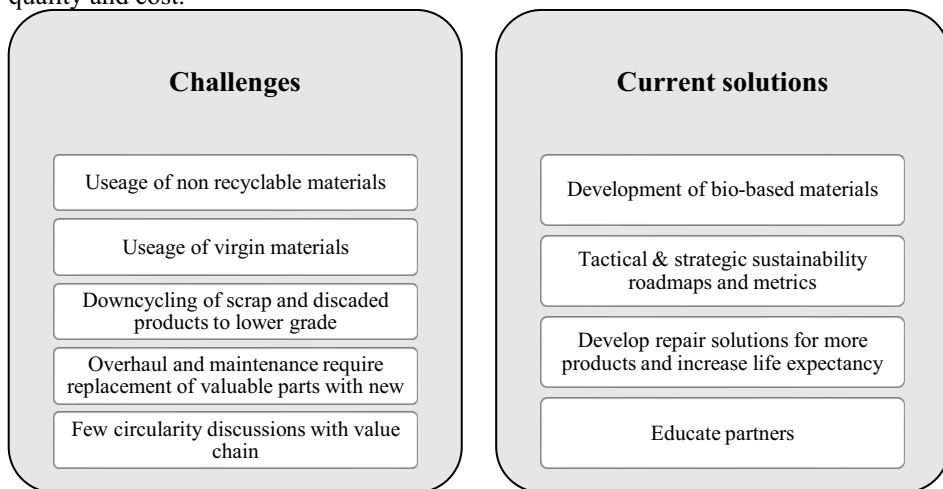 quality and cost.
Challenges
Useage of non recyclable materials
Useage of virgin materials
Downcycling of scrap and discaded
products to lower grade
Overhaul and maintenance require
replacement of valuable parts with new
Few circularity discussions with value
chain
Current solutions
Development of bio-based materials
Tactical & strategic sustainability
roadmaps and metrics
Develop repair solutions for more
products and increase life expectancy
Educate partners